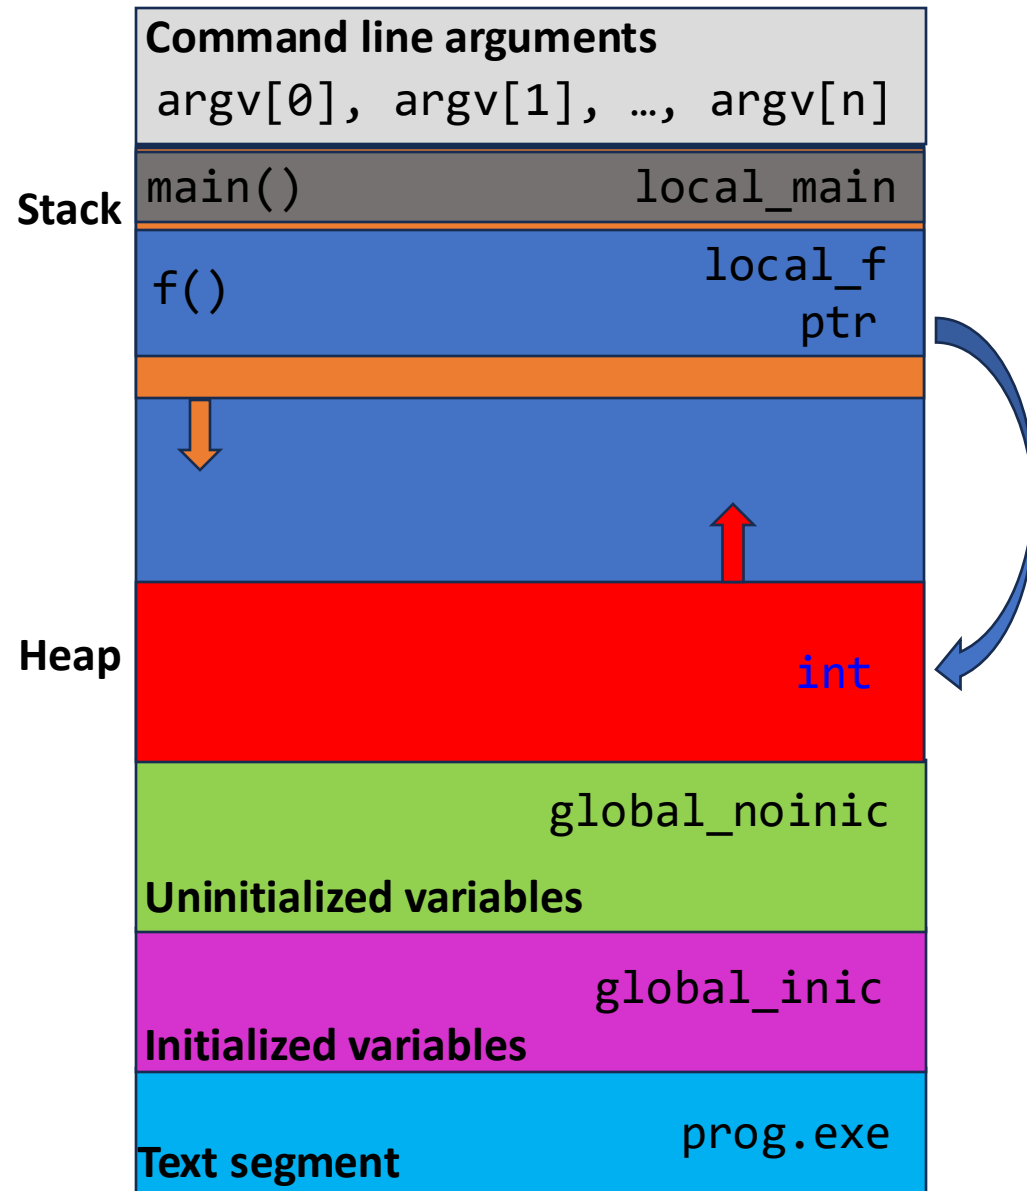 Command line arguments
argv[0], argv[1], …, argv[n]
Stack
main() local_main
f()
local_f
ptr
Heap
int
global_noinic
Uninitialized variables
global_inic
Initialized variables
prog.exe
Text segment